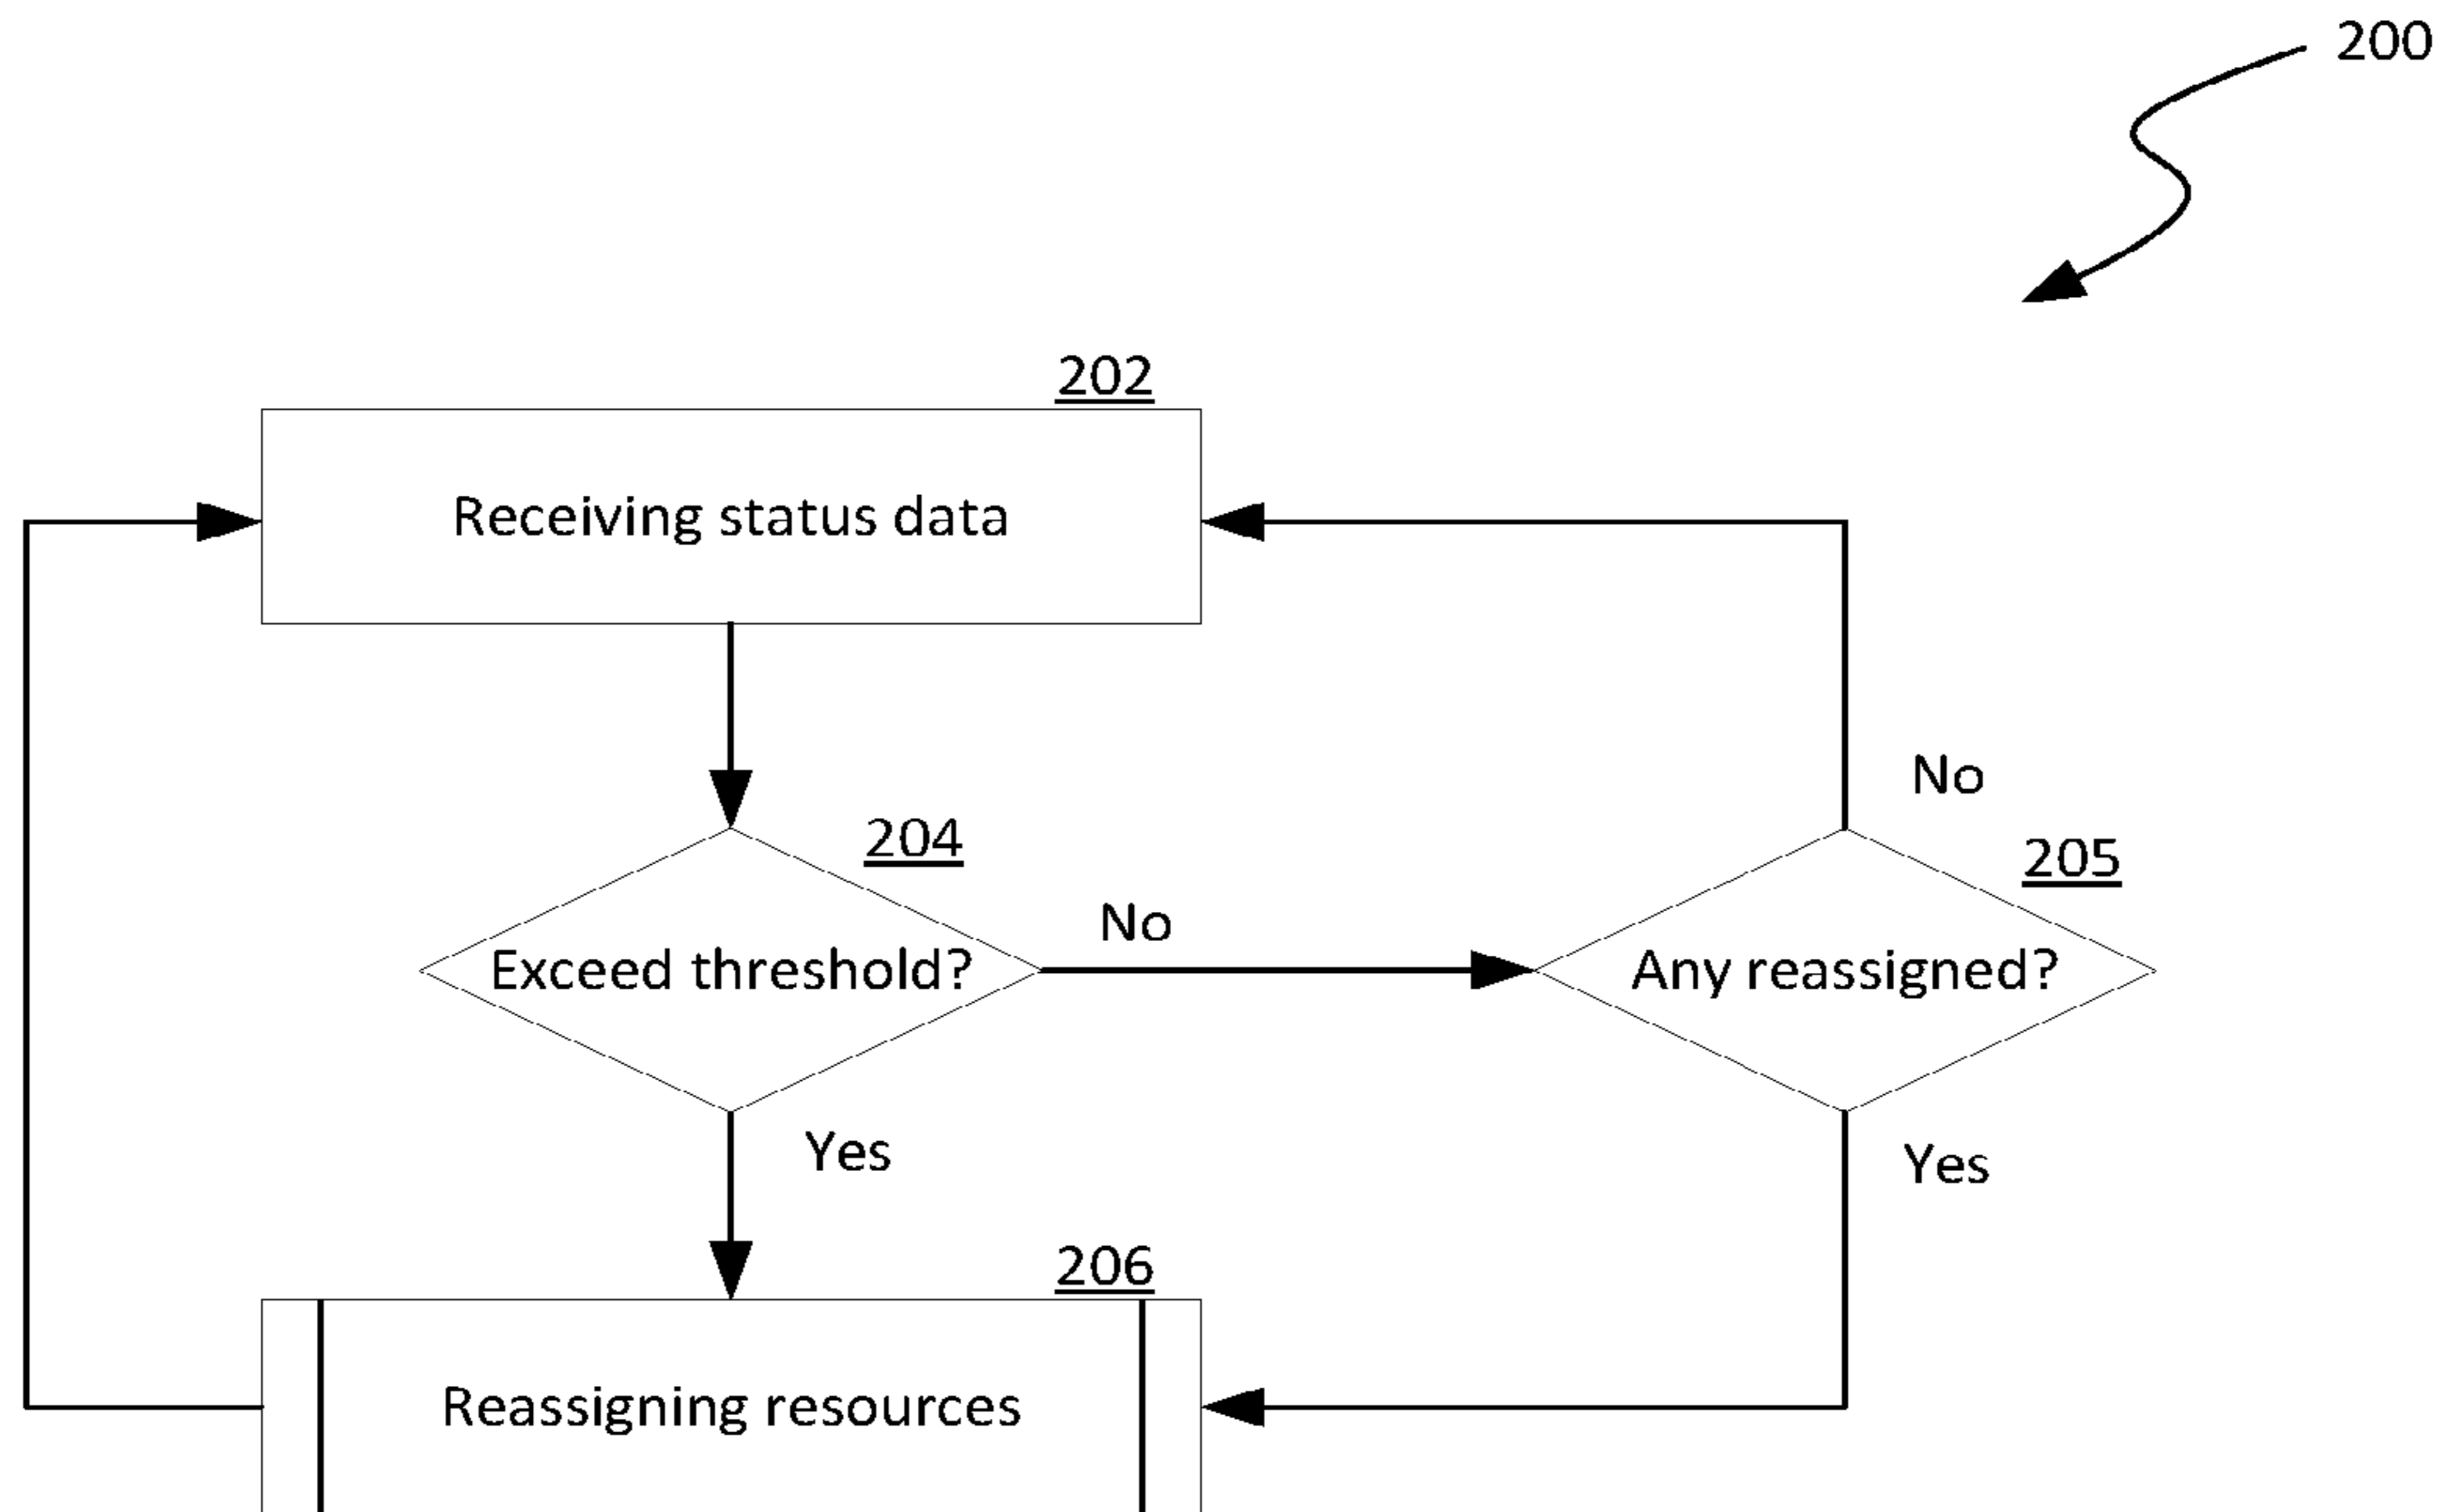 200
202
Receiving status data
No
204
205
No
Exceed threshold?
Any reassigned?
Yes
Yes
206
Reassigning resources